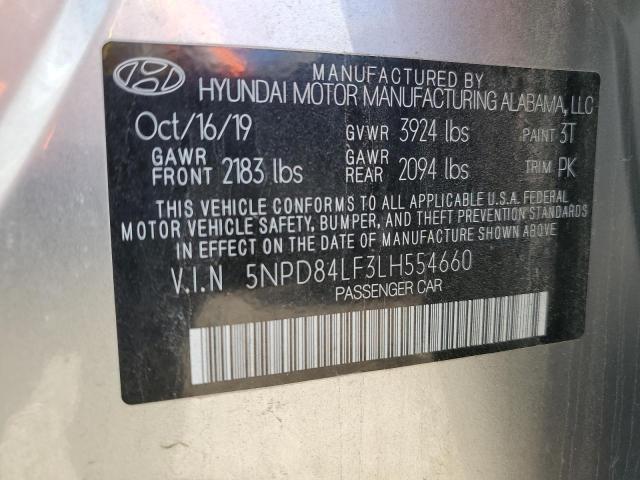 MANUFACTURED BY
HYUNDAI MOTOR MANUFACTURING ALABAMA, LLC
Oct/16/19 GVWR 3924 lbs PAINT 3T
GAWR FRONT 2183 lbs GAWR REAR 2094 lbs TRIM PK
THIS VEHICLE CONFORMS TO ALL APPLICABLE U.S.A. FEDERAL
MOTOR VEHICLE SAFETY, BUMPER, AND THEFT PREVENTION STANDARDS
IN EFFECT ON THE DATE OF MANUFACTURE SHOWN ABOVE
V.I.N 5NPD84LF3LH554660
PASSENGER CAR